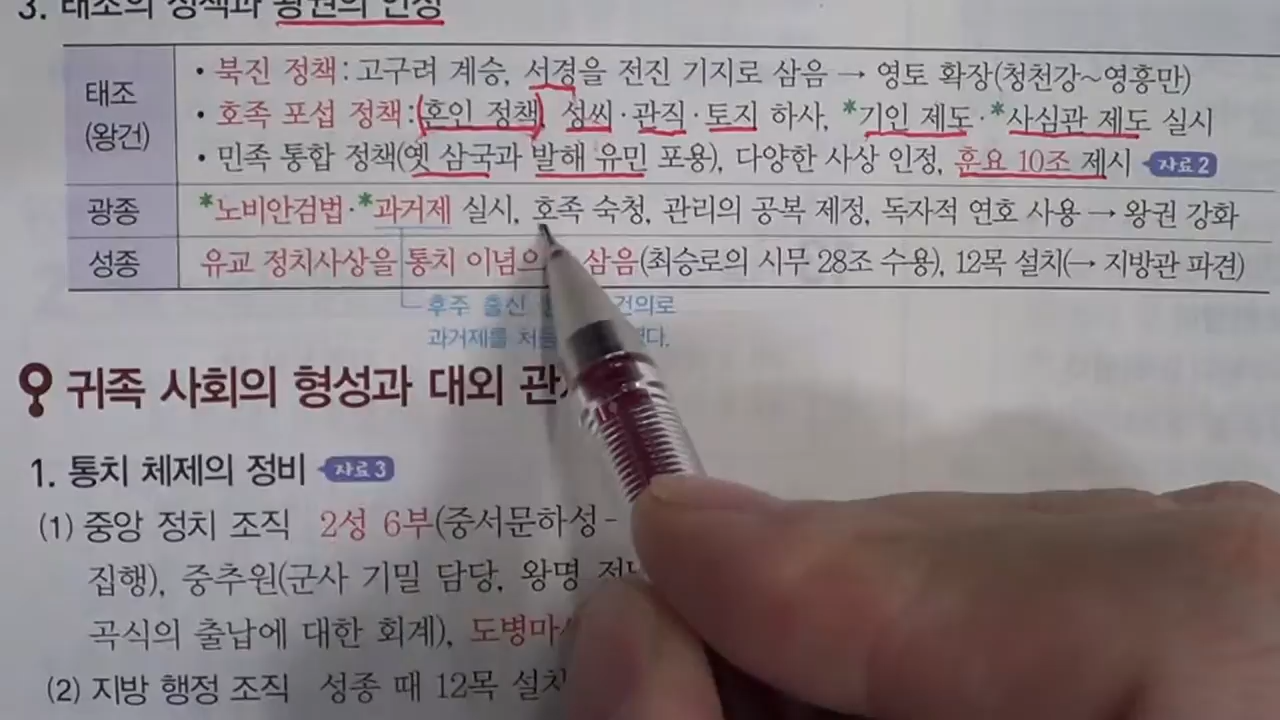 3. 태조의 정책과 왕권의 안정
태조
(왕건)
• 북진 정책 : 고구려 계승, 서경을 전진 기지로 삼음 → 영토 확장(청천강~영흥만)
• 호족 포섭 정책 : 혼인 정책, 성씨 · 관직 · 토지 하사, *기인 제도 · *사심관 제도 실시
• 민족 통합 정책(옛 삼국과 발해 유민 포용), 다양한 사상 인정, 훈요 10조 제시 자료 2
광종
*노비안검법 · *과거제 실시, 호족 숙청, 관리의 공복 제정, 독자적 연호 사용 → 왕권 강화
성종
유교 정치사상을 통치 이념으 삼음(최승로의 시무 28조 수용), 12목 설치(→ 지방관 파견)
후주 출신 건의로
과거제를 처
귀족 사회의 형성과 대외 관
1. 통치 체제의 정비 자료 3
(1) 중앙 정치 조직 2성 6부(중서문하성 -
집행), 중추원(군사 기밀 담당, 왕명
곡식의 출납에 대한 회계), 도병마
(2) 지방 행정 조직 성종 때 12목 설치